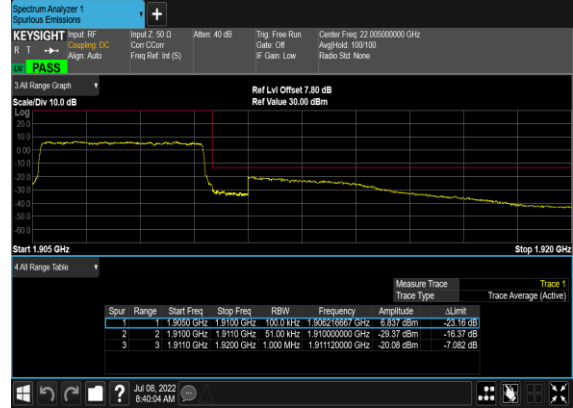 Spectrum Analyzer 1
Spurious Emissions
+
KEYSIGHT Input: RF Input Z: 50 Ω Atten: 40 dB Trig: Free Run Center Freq: 22.005000000 GHz
R T Coupling: DC Corr CCorr Gate: Off Avg|Hold: 100/100
Align: Auto Freq Ref: Int (S) IF Gain: Low Radio Std: None
PASS
3 All Range Graph
Ref Lvl Offset 7.80 dB
Scale/Div 10.0 dB Ref Value 30.00 dBm
Log
20.0
10.0
0.00
-10.0
-20.0
-30.0
-40.0
-50.0
-60.0
Start 1.905 GHz Stop 1.920 GHz
4 All Range Table
Measure Trace Trace 1
Trace Type Trace Average (Active)
Spur Range Start Freq Stop Freq RBW Frequency Amplitude ΔLimit
1 1 1.9050 GHz 1.9100 GHz 100.0 kHz 1.906216667 GHz 6.837 dBm -23.16 dB
2 2 1.9100 GHz 1.9110 GHz 51.00 kHz 1.910000000 GHz -29.37 dBm -16.37 dB
3 3 1.9110 GHz 1.9200 GHz 1.000 MHz 1.911120000 GHz -20.08 dBm -7.082 dB
? Jul 08, 2022
8:40:04 AM